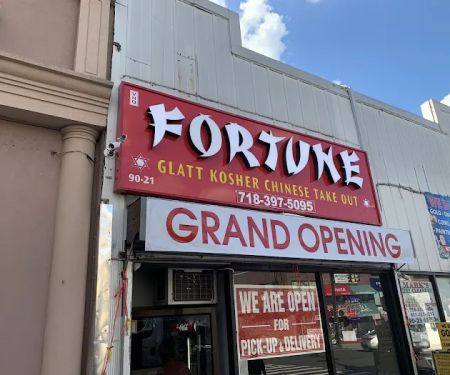 FORTUNE
GLATT KOSHER CHINESE TAKE OUT
90-21
718-397-5095
GRAND OPENING
WE ARE OPEN
FOR
PICK-UP & DELIVERY
MARK'S